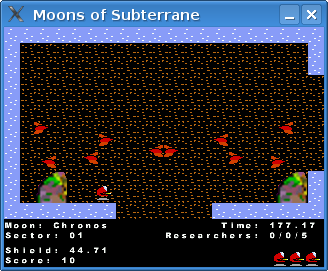 Moons of Subterrane
Moon: Chronos Time: 177.17
Sector: 01 Researchers: 0/0/5
Shield: 44.71
Score: 10